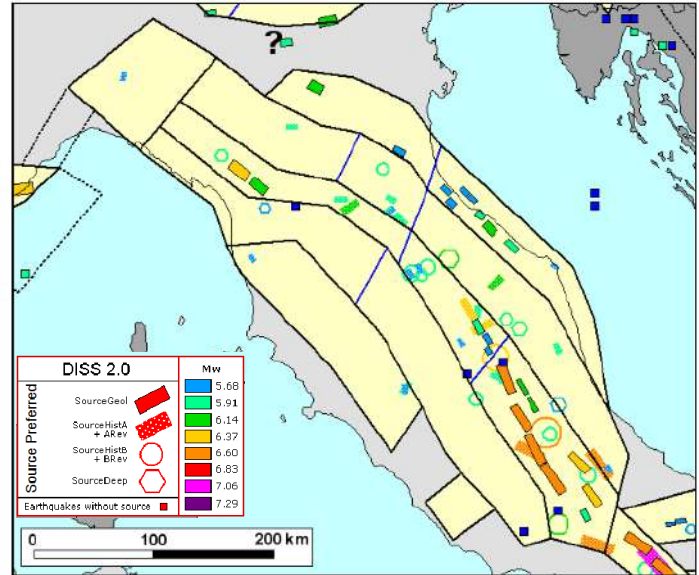 ?
DISS 2.0
Mw
Source Preferred
SourceGeol
SourceHistA
+ ARev
SourceHistB
+ BRev
SourceDeep
Earthquakes without source
5.68
5.91
6.14
6.37
6.60
6.83
7.06
7.29
0 100 200 km